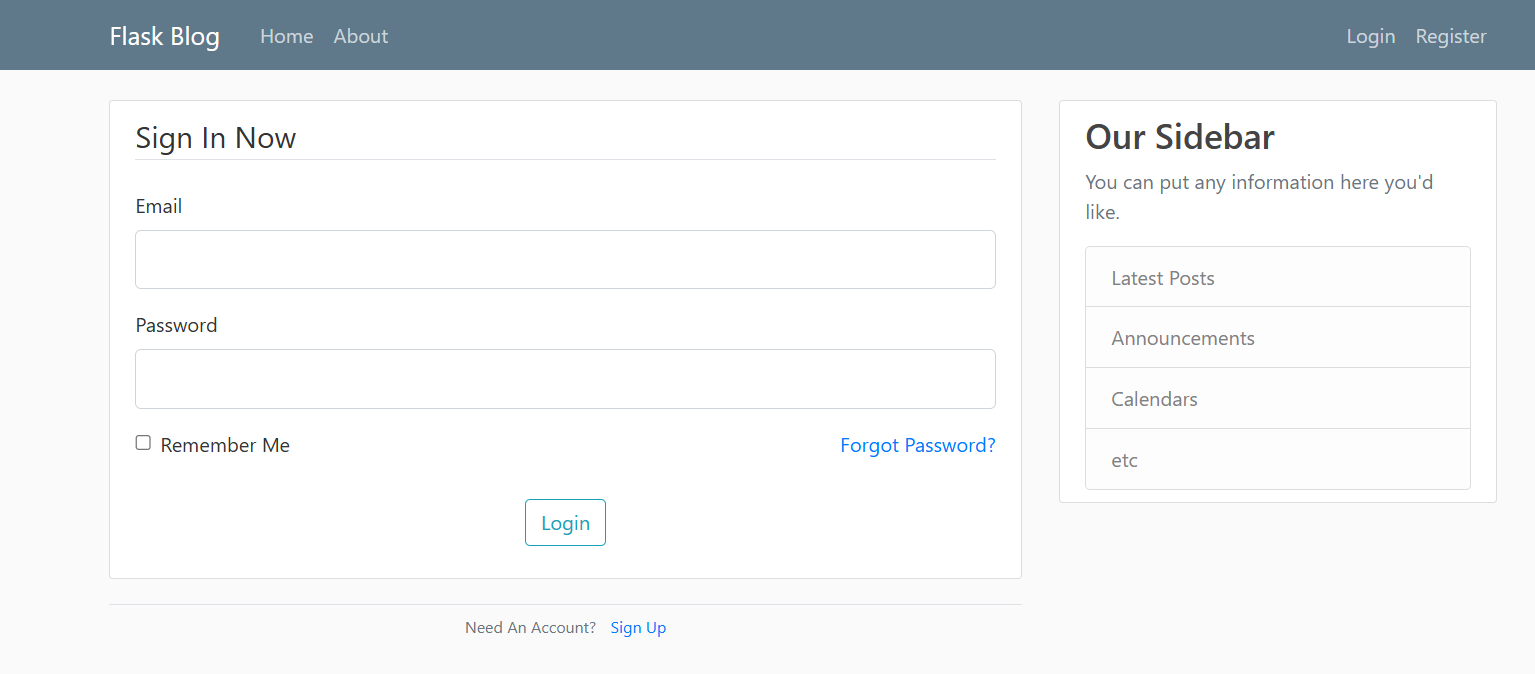 Flask Blog Home About Login Register
Sign In Now
Email
Password
Remember Me Forgot Password?
Login
Need An Account? Sign Up
Our Sidebar
You can put any information here you'd
like.
Latest Posts
Announcements
Calendars
etc